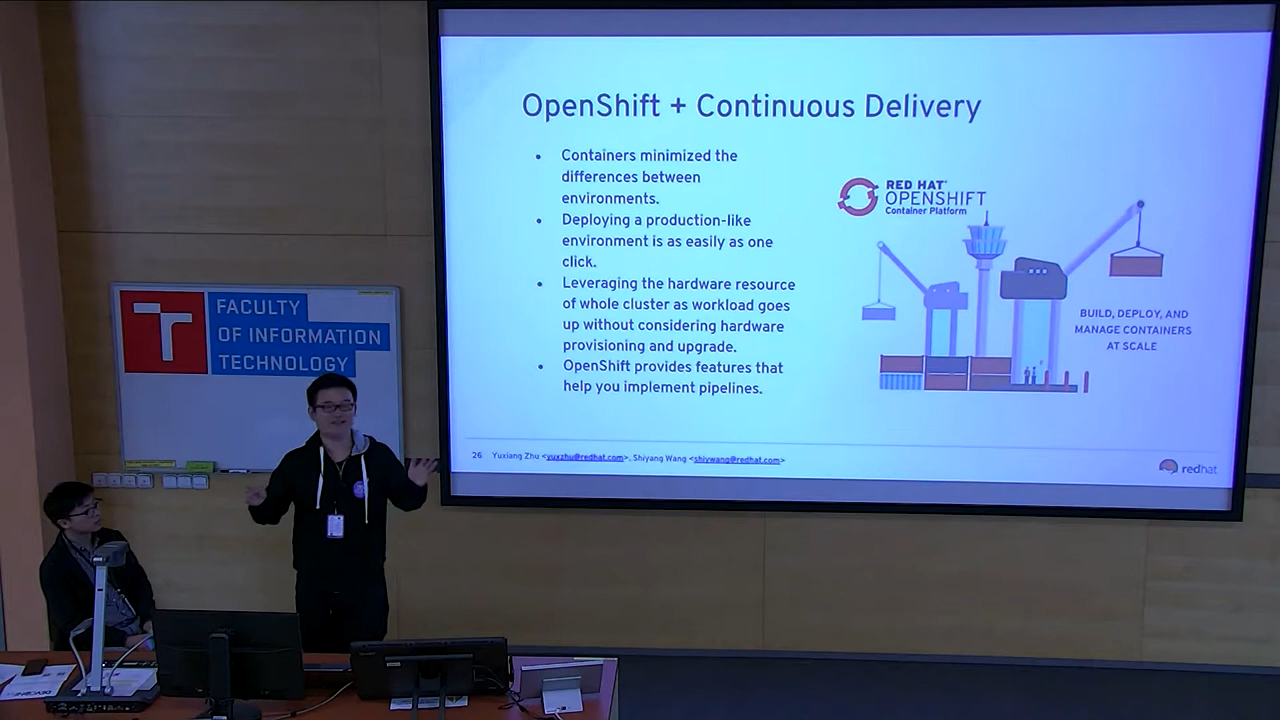 OpenShift + Continuous Delivery
• Containers minimized the
differences between
environments.
• Deploying a production-like
environment is as easily as one
click.
• Leveraging the hardware resource
of whole cluster as workload goes
up without considering hardware
provisioning and upgrade.
• OpenShift provides features that
help you implement pipelines.
RED HAT
OPENSHIFT
Container Platform
BUILD, DEPLOY, AND
MANAGE CONTAINERS
AT SCALE
26 Yuxiang Zhu <yuxzhu@redhat.com>, Shiyang Wang <shiywang@redhat.com>
redhat
T
FACULTY
OF INFORMATION
TECHNOLOGY